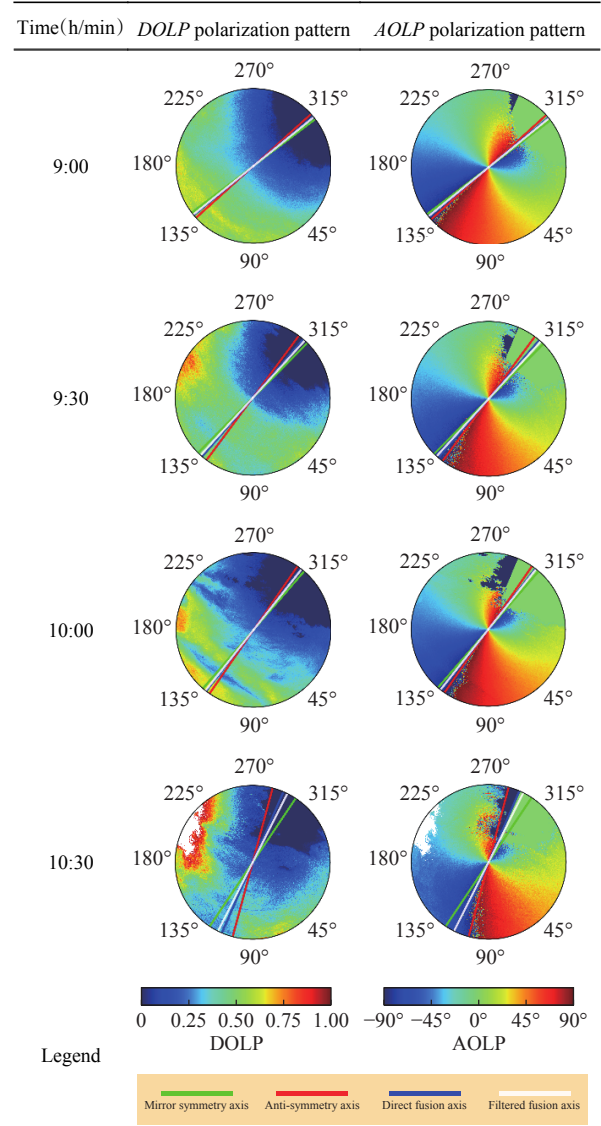 Time(h/min) DOLP polarization pattern AOLP polarization pattern
270° 270°
225° 315° 225° 315°
9:00 180° 180°
135° 45° 135° 45°
90° 90°
270° 270°
225° 315° 225° 315°
9:30 180° 180°
135° 45° 135° 45°
90° 90°
270° 270°
225° 315° 225° 315°
10:00 180° 180°
135° 45° 135° 45°
90° 90°
270° 270°
225° 315° 225° 315°
10:30 180° 180°
135° 45° 135° 45°
90° 90°
0 0.25 0.50 0.75 1.00 −90° −45° 0° 45° 90°
DOLP AOLP
Legend
Mirror symmetry axis Anti-symmetry axis Direct fusion axis Filtered fusion axis